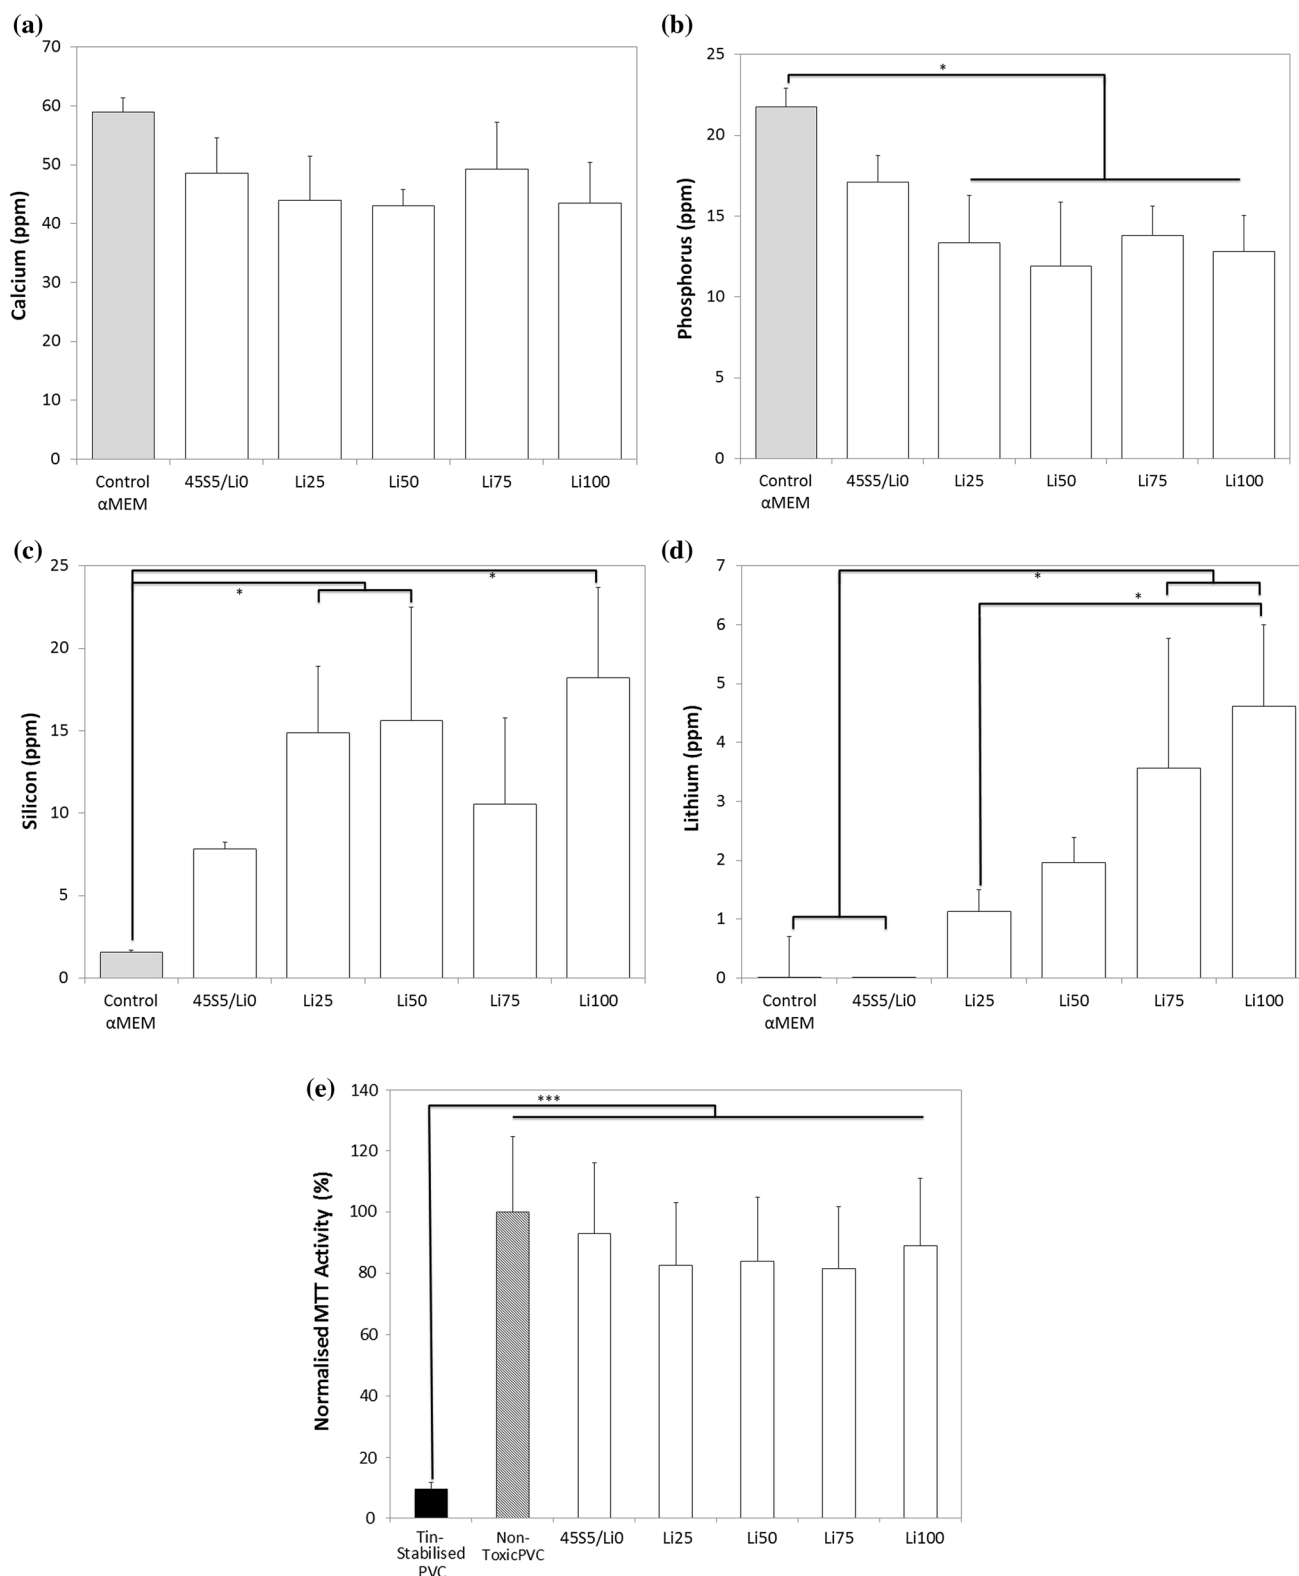 (a)
70
60
50
40
30
40
10
0
Calcium (ppm)
Control
αMEM
45S5/Li0
Li25
Li50
Li75
Li100
(b)
25
20
15
10
5
0
Phosphorus (ppm)
*
Control
αMEM
45S5/Li0
Li25
Li50
Li75
Li100
(c)
25
20
15
10
5
0
Silicon (ppm)
*
*
Control
αMEM
45S5/Li0
Li25
Li50
Li75
Li100
(d)
7
6
5
4
3
2
1
0
Lithium (ppm)
*
*
Control
αMEM
45S5/Li0
Li25
Li50
Li75
Li100
(e)
140
120
100
80
60
40
20
0
Normalised MTT Activity (%)
***
Tin-
Stabilised
PVC
Non-
ToxicPVC
45S5/Li0
Li25
Li50
Li75
Li100